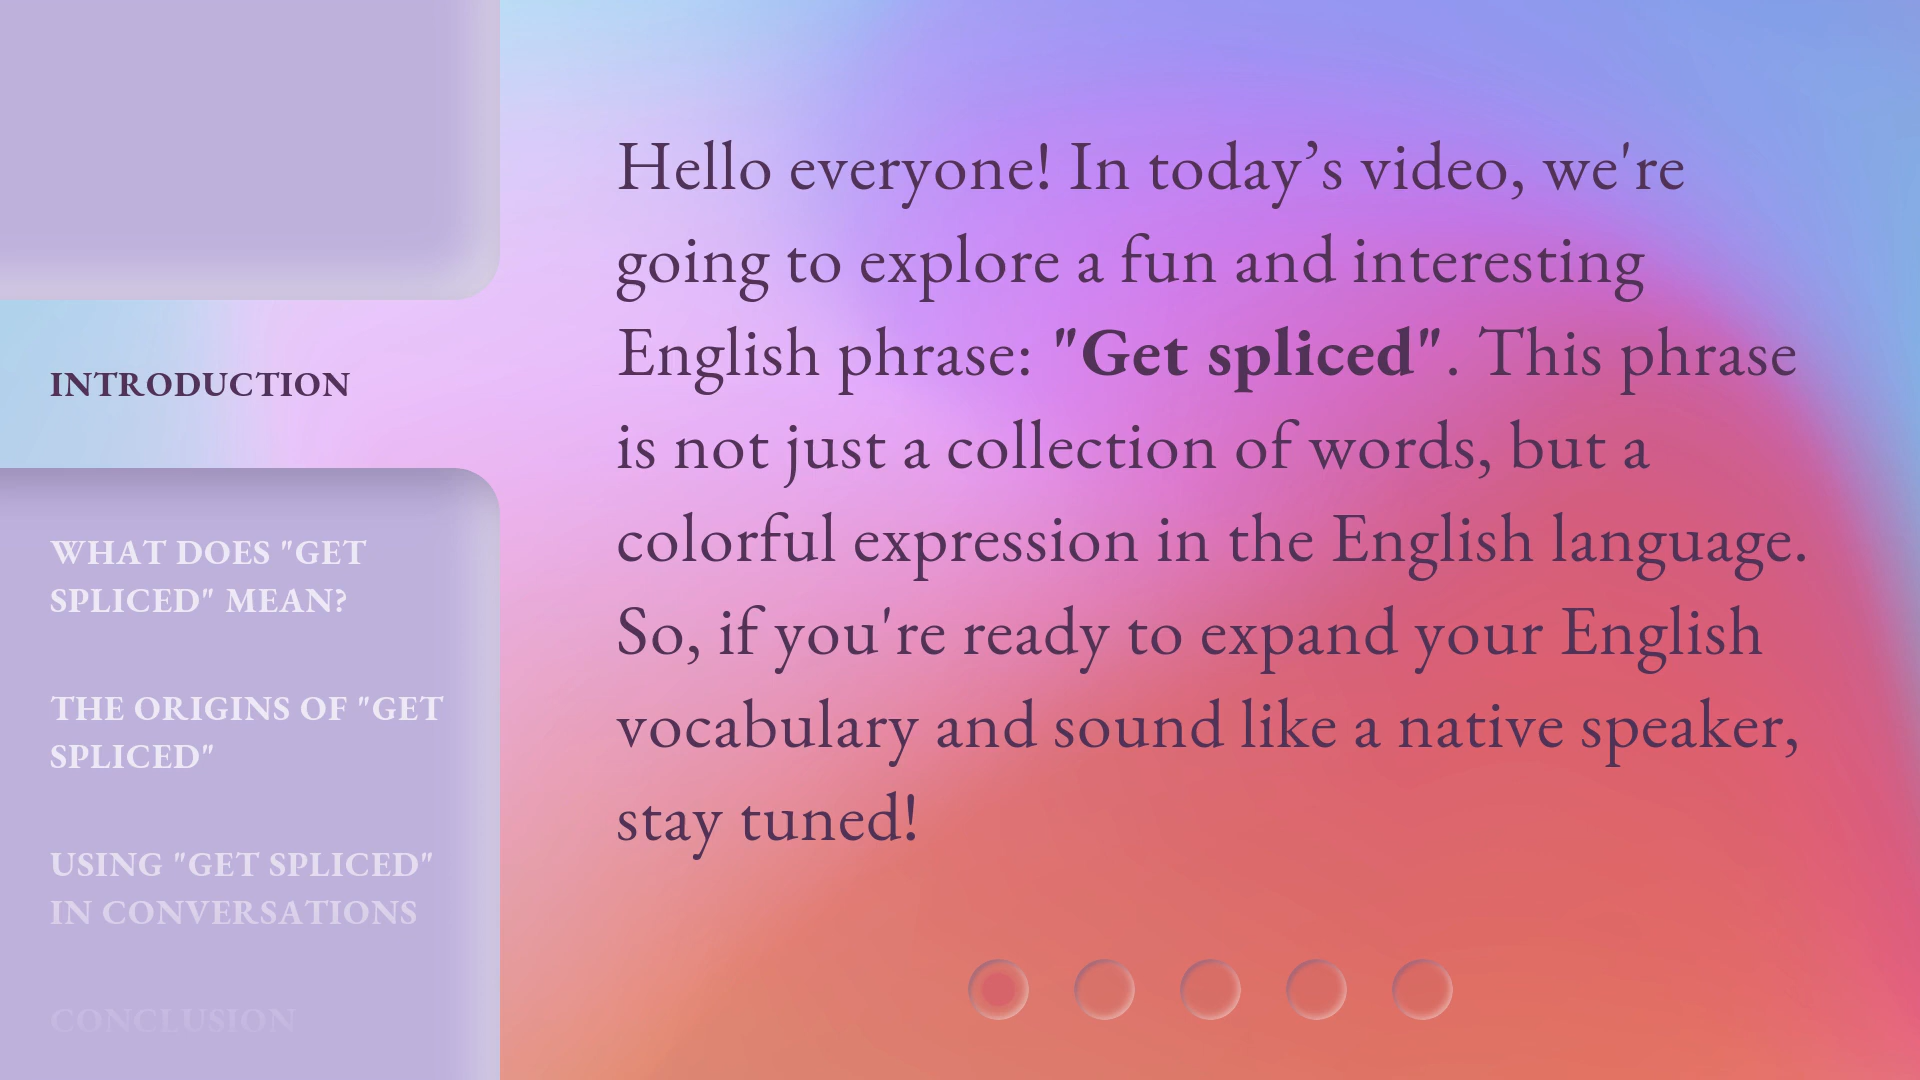 INTRODUCTION
WHAT DOES "GET
SPLICED" MEAN?
THE ORIGINS OF "GET
SPLICED"
USING "GET SPLICED"
IN CONVERSATIONS
CONCLUSION
Hello everyone! In today’s video, we're
going to explore a fun and interesting
English phrase: "Get spliced". This phrase
is not just a collection of words, but a
colorful expression in the English language.
So, if you're ready to expand your English
vocabulary and sound like a native speaker,
stay tuned!